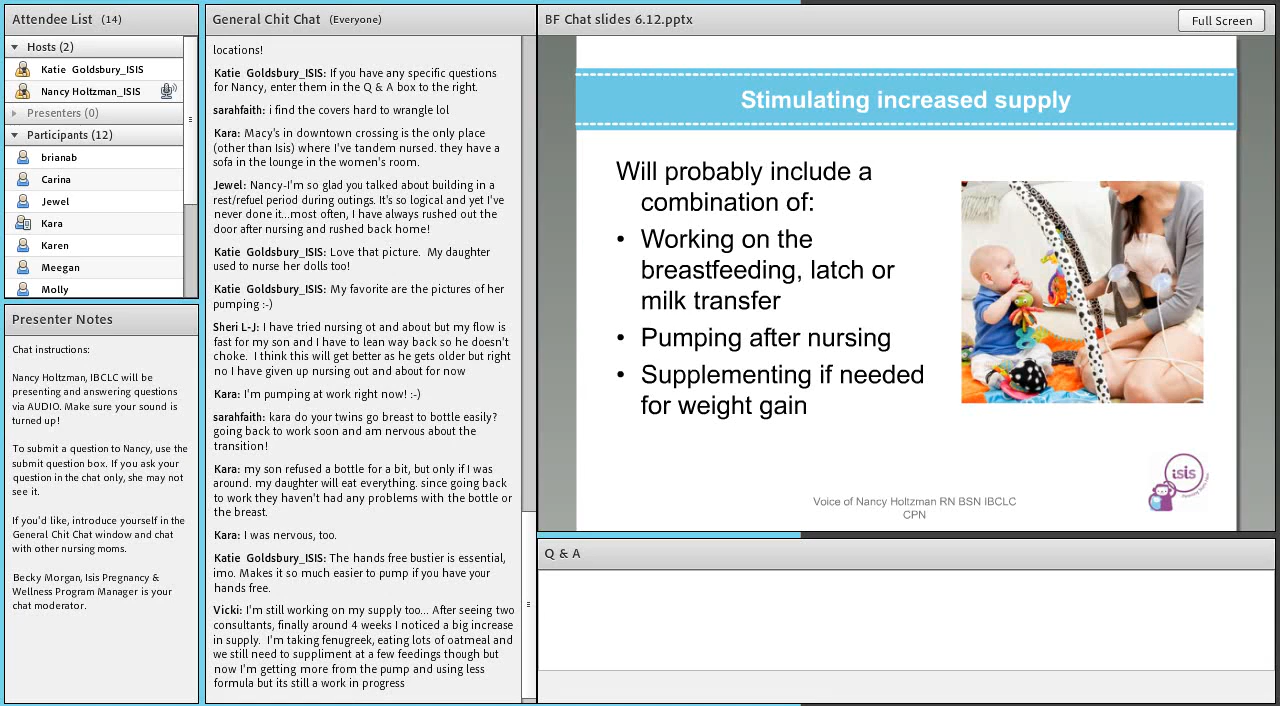 Attendee List (14)
Hosts (2)
Katie Goldsbury_ISIS
Nancy Holtzman_ISIS
Presenters (0)
Participants (12)
brianab
Carina
Jewel
Kara
Karen
Meegan
Molly
Presenter Notes
Chat instructions:
Nancy Holtzman, IBCLC will be
presenting and answering questions
via AUDIO. Make sure your sound is
turned up!
To submit a question to Nancy, use the
submit question box. If you ask your
question in the chat only, she may not
see it.
If you'd like, introduce yourself in the
General Chit Chat window and chat
with other nursing moms.
Becky Morgan, Isis Pregnancy &
Wellness Program Manager is your
chat moderator.
General Chit Chat (Everyone)
locations!
Katie Goldsbury_ISIS: If you have any specific questions
for Nancy, enter them in the Q & A box to the right.
sarahfaith: i find the covers hard to wrangle lol
Kara: Macy's in downtown crossing is the only place
(other than Isis) where I've tandem nursed. they have a
sofa in the lounge in the women's room.
Jewel: Nancy-I'm so glad you talked about building in a
rest/refuel period during outings. It's so logical and yet I've
never done it...most often, I have always rushed out the
door after nursing and rushed back home!
Katie Goldsbury_ISIS: Love that picture. My daughter
used to nurse her dolls too!
Katie Goldsbury_ISIS: My favorite are the pictures of her
pumping :-)
Sheri L-J: I have tried nursing ot and about but my flow is
fast for my son and I have to lean way back so he doesn't
choke. I think this will get better as he gets older but right
no I have given up nursing out and about for now
Kara: I'm pumping at work right now! :-)
sarahfaith: kara do your twins go breast to bottle easily?
going back to work soon and am nervous about the
transition!
Kara: my son refused a bottle for a bit, but only if I was
around. my daughter will eat everything. since going back
to work they haven't had any problems with the bottle or
the breast.
Kara: I was nervous, too.
Katie Goldsbury_ISIS: The hands free bustier is essential,
imo. Makes it so much easier to pump if you have your
hands free.
Vicki: I'm still working on my supply too... After seeing two
consultants, finally around 4 weeks I noticed a big increase
in supply. I'm taking fenugreek, eating lots of oatmeal and
we still need to suppliment at a few feedings though but
now I'm getting more from the pump and using less
formula but its still a work in progress
BF Chat slides 6.12.pptx
Full Screen
Stimulating increased supply
Will probably include a
combination of:
• Working on the
breastfeeding, latch or
milk transfer
• Pumping after nursing
• Supplementing if needed
for weight gain
isis
Voice of Nancy Holtzman RN BSN IBCLC
CPN
Q & A